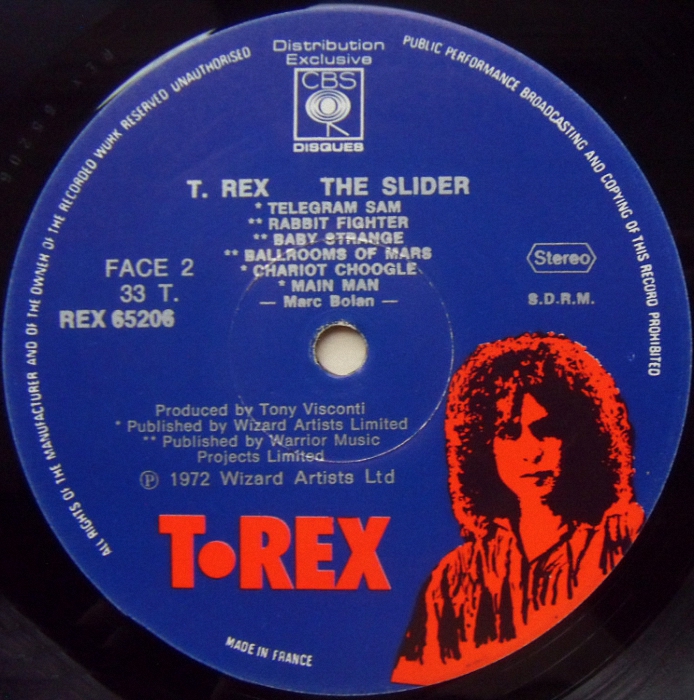 Distribution
Exclusive
CBS
DISQUES
ALL RIGHTS OF THE MANUFACTURER AND OF THE OWNER OF THE RECORDED WORK RESERVED UNAUTHORISED
PUBLIC PERFORMANCE BROADCASTING AND COPYING OF THIS RECORD PROHIBITED
T. REX THE SLIDER
* TELEGRAM SAM
** RABBIT FIGHTER
** BABY STRANGE
** BALLROOMS OF MARS
* CHARIOT CHOOGLE
* MAIN MAN
— Marc Bolan —
FACE 2
33 T.
REX 65206
Stereo
S.D.R.M.
Produced by Tony Visconti
* Published by Wizard Artists Limited
** Published by Warrior Music
Projects Limited
℗ 1972 Wizard Artists Ltd
T•REX
MADE IN FRANCE